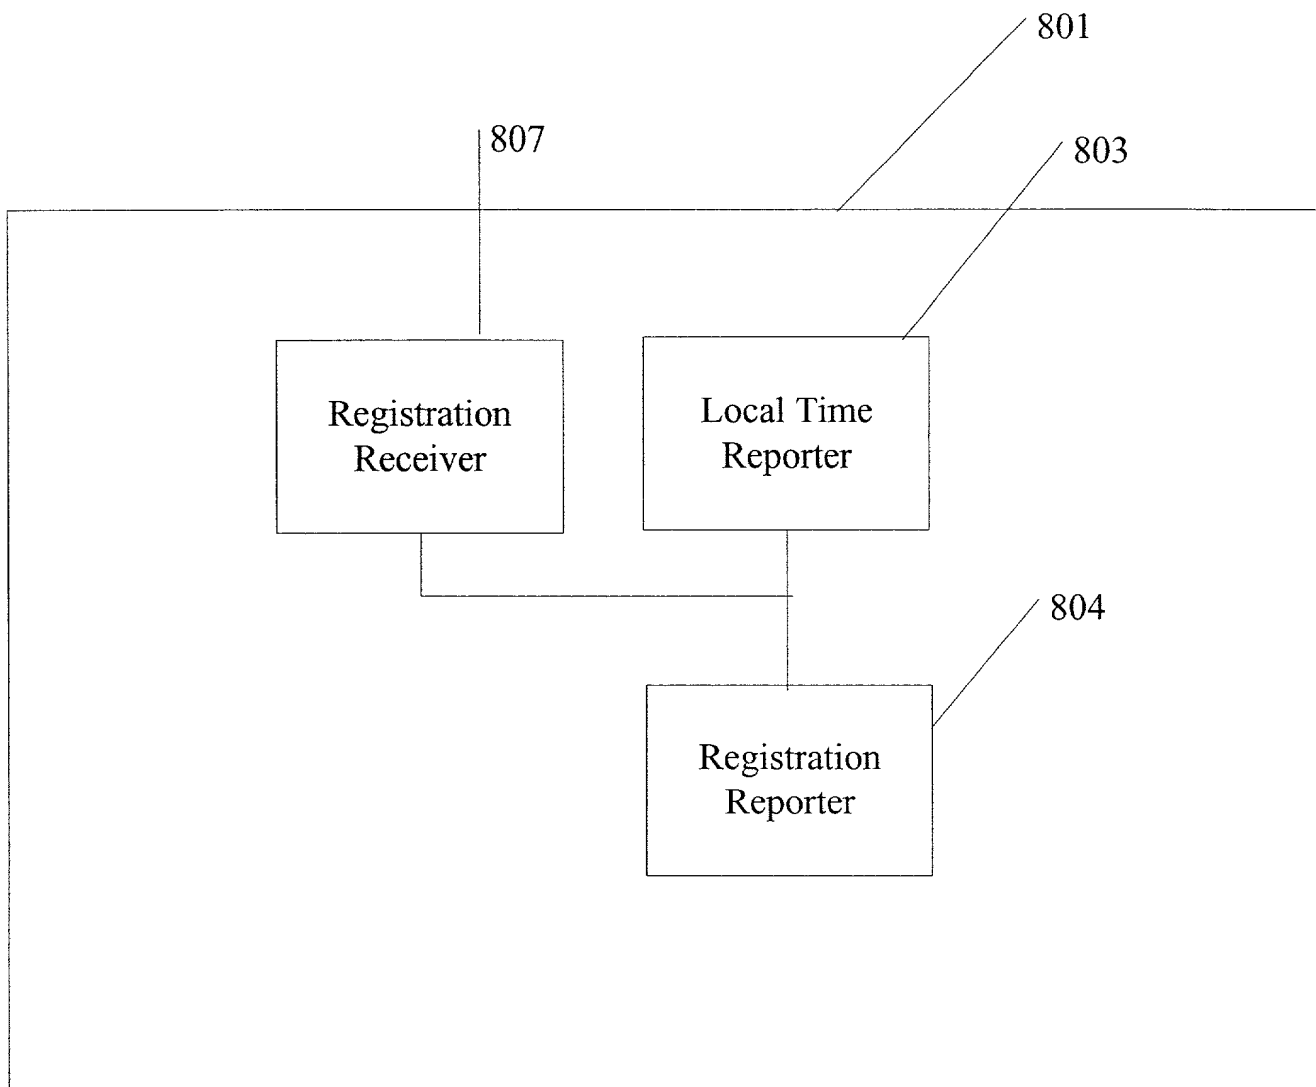 801
807
803
Registration
Receiver
Local Time
Reporter
804
Registration
Reporter